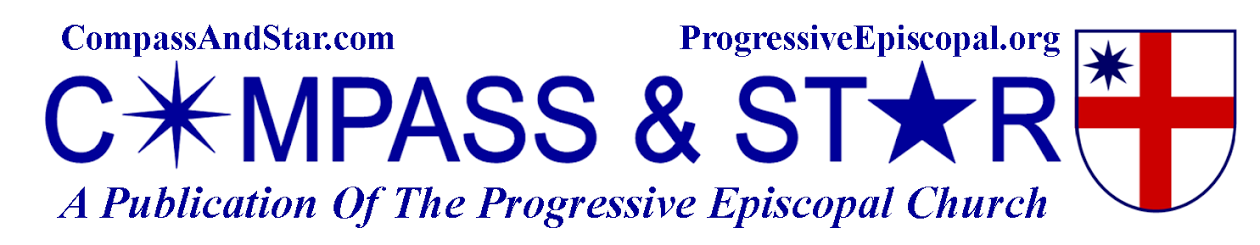 CompassAndStar.com ProgressiveEpiscopal.org
COMPASS & STAR
A Publication Of The Progressive Episcopal Church